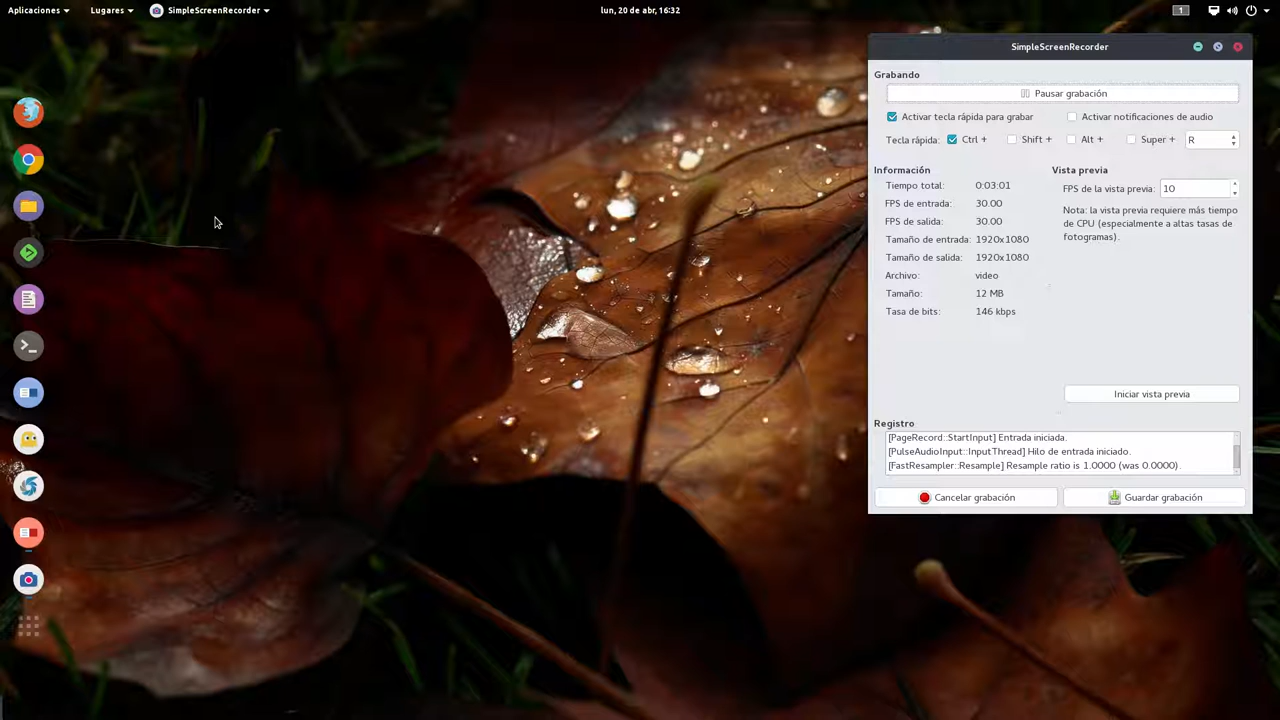 Aplicaciones Lugares SimpleScreenRecorder lun, 20 de abr, 16:32 1
SimpleScreenRecorder
Grabando
Pausar grabación
Activar tecla rápida para grabar Activar notificaciones de audio
Tecla rápida: Ctrl + Shift + Alt + Super + R
Información
Tiempo total: 0:03:01
FPS de entrada: 30.00
FPS de salida: 30.00
Tamaño de entrada: 1920x1080
Tamaño de salida: 1920x1080
Archivo: video
Tamaño: 12 MB
Tasa de bits: 146 kbps
Vista previa
FPS de la vista previa: 10
Nota: la vista previa requiere más tiempo
de CPU (especialmente a altas tasas de
fotogramas).
Iniciar vista previa
Registro
[PageRecord::StartInput] Entrada iniciada.
[PulseAudioInput::InputThread] Hilo de entrada iniciado.
[FastResampler::Resample] Resample ratio is 1.0000 (was 0.0000).
Cancelar grabación Guardar grabación